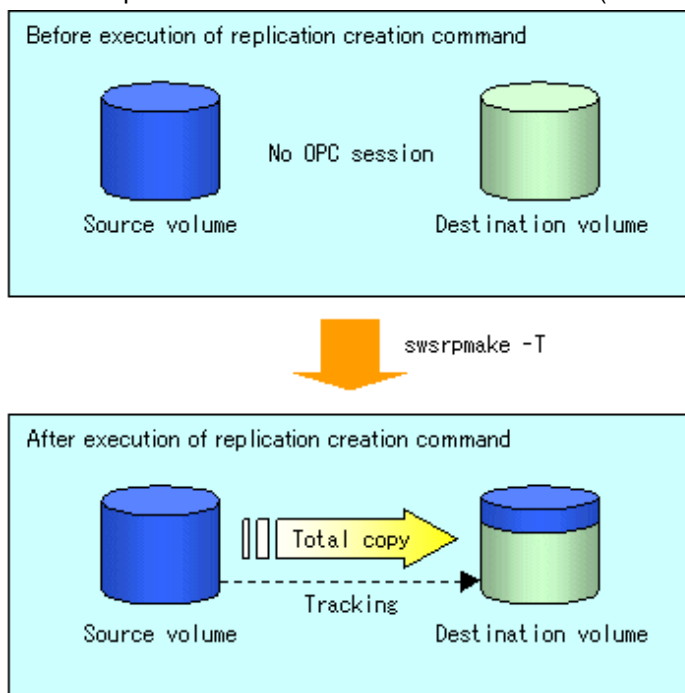 Before execution of replication creation command
No OPC session
Source volume
Destination volume
swsrpmake -T
After execution of replication creation command
Total copy
Tracking
Source volume
Destination volume